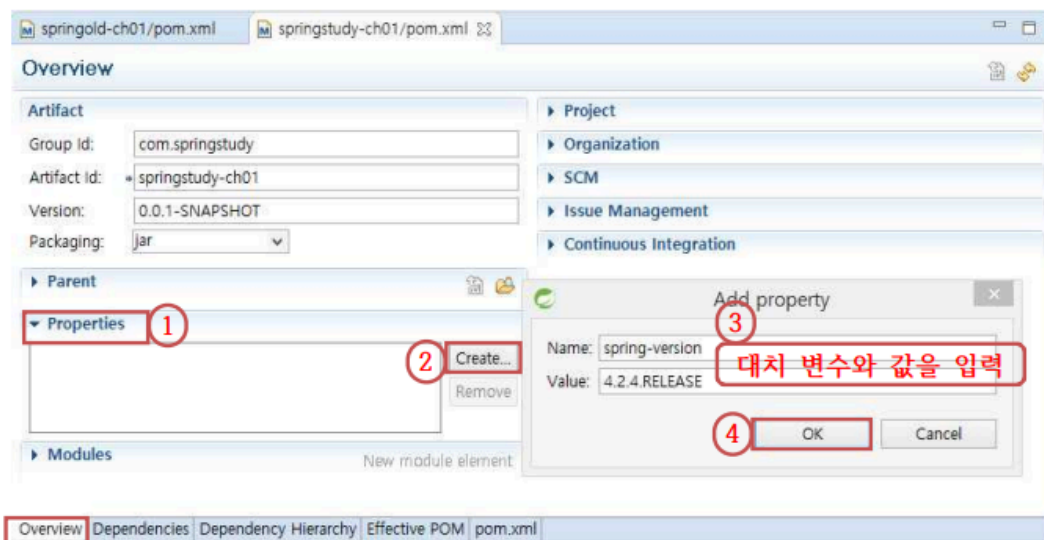 springold-ch01/pom.xml springstudy-ch01/pom.xml
Overview
Artifact
Group Id: com.springstudy
Artifact Id: springstudy-ch01
Version: 0.0.1-SNAPSHOT
Packaging: jar
Parent
Properties 1
2 Create...
Remove
Modules
New module element
Project
Organization
SCM
Issue Management
Continuous Integration
Add property
3
Name: spring-version
대치 변수와 값을 입력
Value: 4.2.4.RELEASE
4 OK Cancel
Overview Dependencies Dependency Hierarchy Effective POM pom.xml